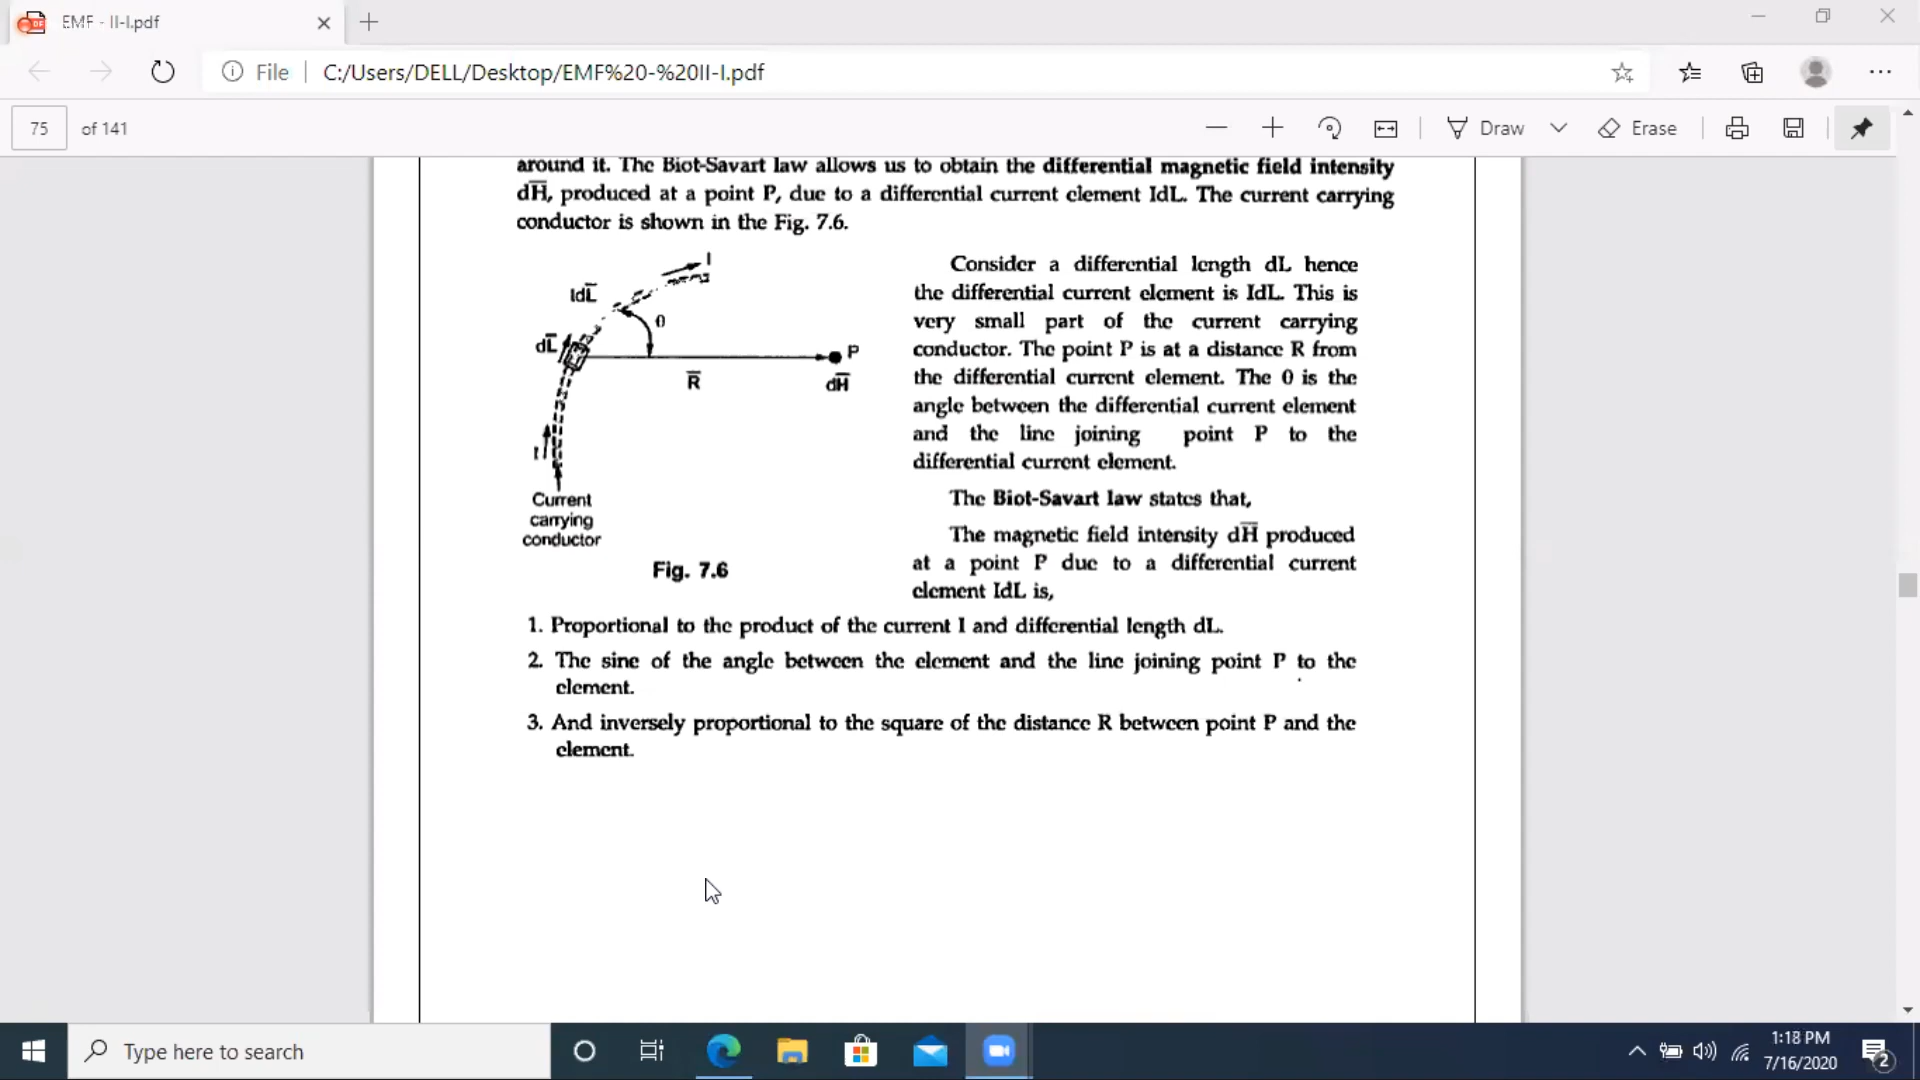 EMF - II-I.pdf
File
C:/Users/DELL/Desktop/EMF%20-%20II-I.pdf
75 of 141
Draw
Erase
around it. The Biot-Savart law allows us to obtain the differential magnetic field intensity
dH̅, produced at a point P, due to a differential current element IdL. The current carrying
conductor is shown in the Fig. 7.6.
I
IdL̅
θ
dL̅
P
R̅
dH̅
I
Current
carrying
conductor
Fig. 7.6
Consider a differential length dL hence
the differential current element is IdL. This is
very small part of the current carrying
conductor. The point P is at a distance R from
the differential current element. The θ is the
angle between the differential current element
and the line joining point P to the
differential current element.
The Biot-Savart law states that,
The magnetic field intensity dH̅ produced
at a point P due to a differential current
element IdL is,
1. Proportional to the product of the current I and differential length dL.
2. The sine of the angle between the element and the line joining point P to the
element.
3. And inversely proportional to the square of the distance R between point P and the
element.
Type here to search
1:18 PM
7/16/2020
2